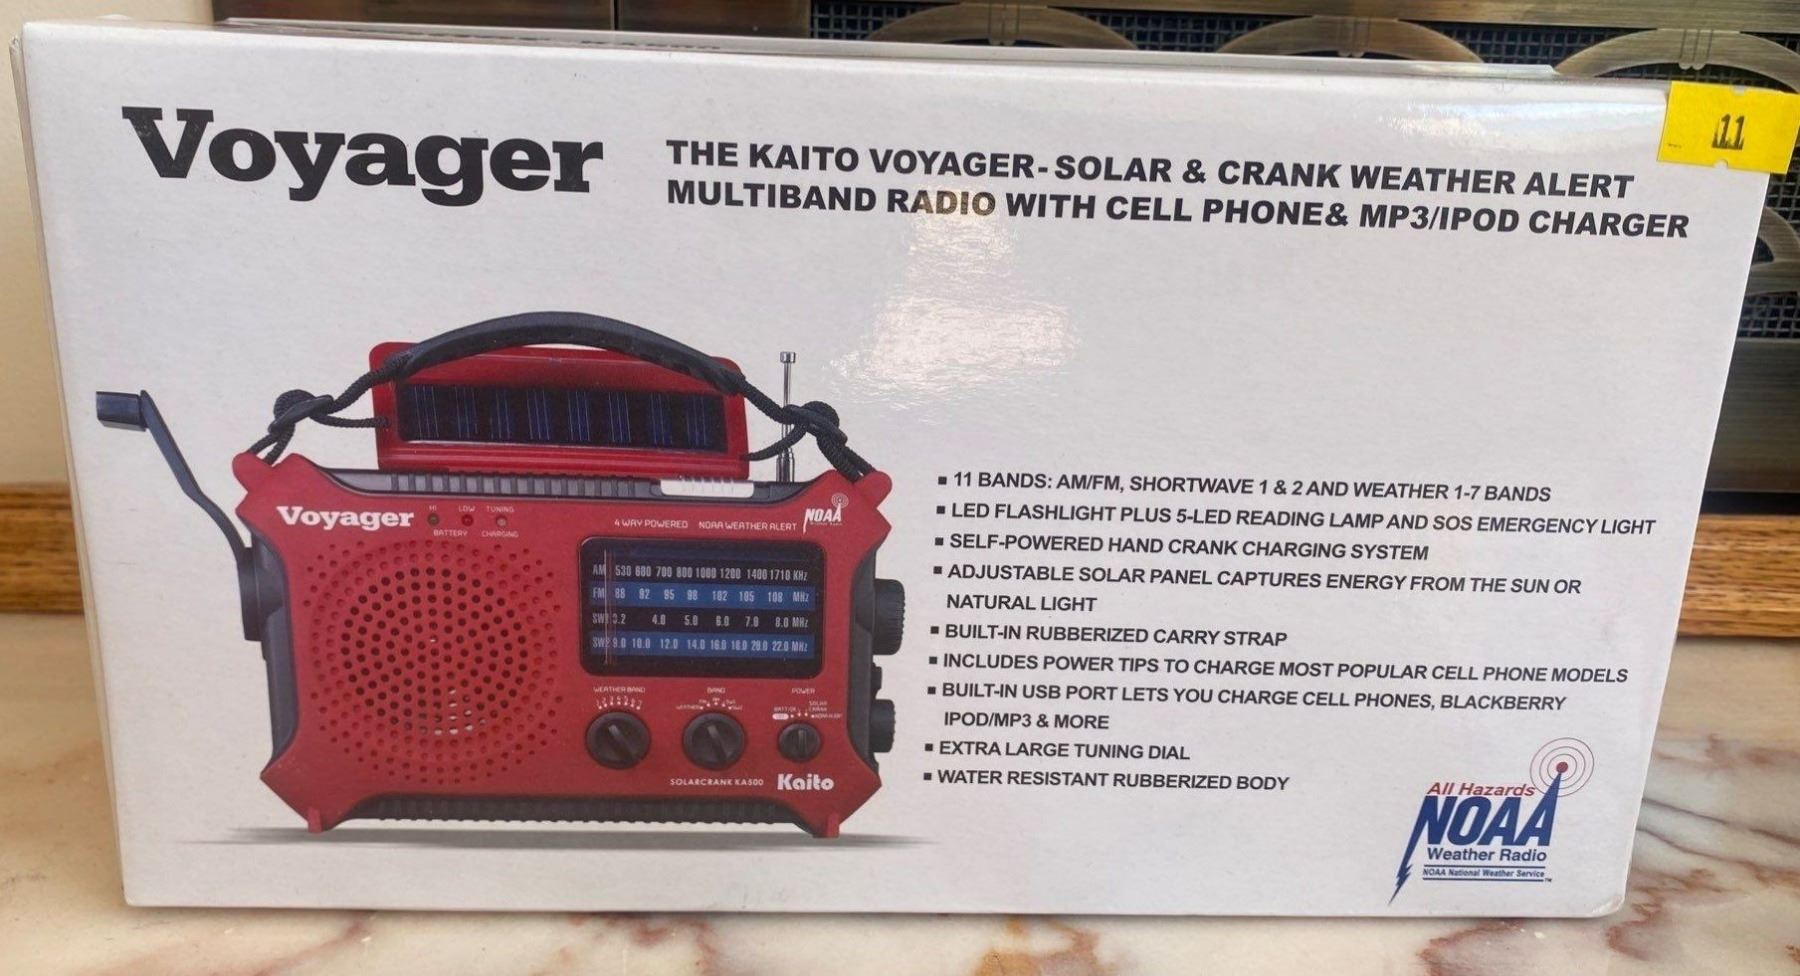 Voyager
THE KAITO VOYAGER-SOLAR & CRANK WEATHER ALERT
MULTIBAND RADIO WITH CELL PHONE& MP3/IPOD CHARGER
11
Voyager
HI LOW TUNING
BATTERY CHARGING
4 WAY POWERED NOAA WEATHER ALERT
NOAA
AM 530 600 700 800 1000 1200 1400 1710 KHz
FM 88 92 95 98 102 105 108 MHz
4.0 5.0 6.0 7.0 8.0 MHz
9.0 10.0 12.0 14.0 16.0 18.0 20.0 22.0 MHz
WEATHER BAND
BAND
POWER
SOLARCRANK KA500
Kaito
▪ 11 BANDS: AM/FM, SHORTWAVE 1 & 2 AND WEATHER 1-7 BANDS
▪ LED FLASHLIGHT PLUS 5-LED READING LAMP AND SOS EMERGENCY LIGHT
▪ SELF-POWERED HAND CRANK CHARGING SYSTEM
▪ ADJUSTABLE SOLAR PANEL CAPTURES ENERGY FROM THE SUN OR
NATURAL LIGHT
▪ BUILT-IN RUBBERIZED CARRY STRAP
▪ INCLUDES POWER TIPS TO CHARGE MOST POPULAR CELL PHONE MODELS
▪ BUILT-IN USB PORT LETS YOU CHARGE CELL PHONES, BLACKBERRY
IPOD/MP3 & MORE
▪ EXTRA LARGE TUNING DIAL
▪ WATER RESISTANT RUBBERIZED BODY
All Hazards
NOAA
Weather Radio
NOAA National Weather Service™